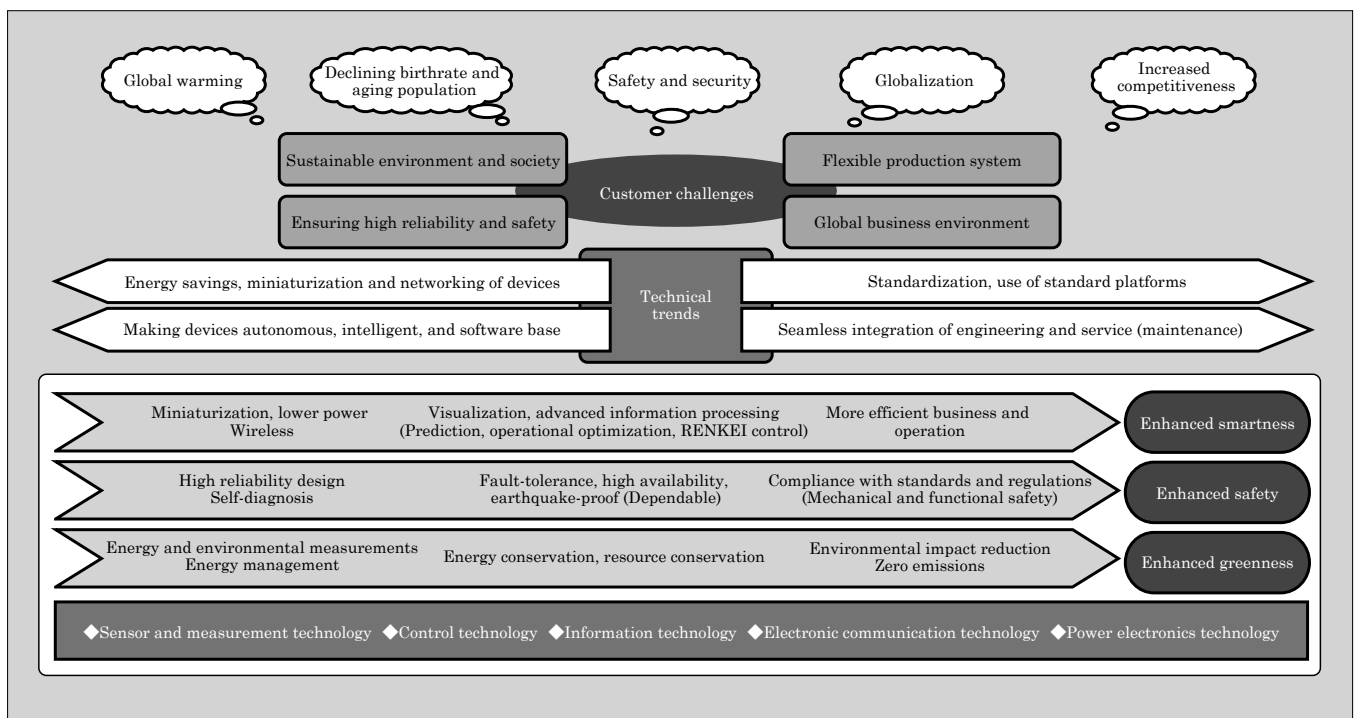 Global warming
Declining birthrate and
aging population
Safety and security
Globalization
Increased
competitiveness
Sustainable environment and society
Flexible production system
Customer challenges
Ensuring high reliability and safety
Global business environment
Energy savings, miniaturization and networking of devices
Technical
trends
Standardization, use of standard platforms
Making devices autonomous, intelligent, and software base
Seamless integration of engineering and service (maintenance)
Miniaturization, lower power
Wireless
Visualization, advanced information processing
(Prediction, operational optimization, RENKEI control)
More efficient business and
operation
Enhanced smartness
High reliability design
Self-diagnosis
Fault-tolerance, high availability,
earthquake-proof (Dependable)
Compliance with standards and regulations
(Mechanical and functional safety)
Enhanced safety
Energy and environmental measurements
Energy management
Energy conservation, resource conservation
Environmental impact reduction
Zero emissions
Enhanced greenness
◆Sensor and measurement technology ◆Control technology ◆Information technology ◆Electronic communication technology ◆Power electronics technology